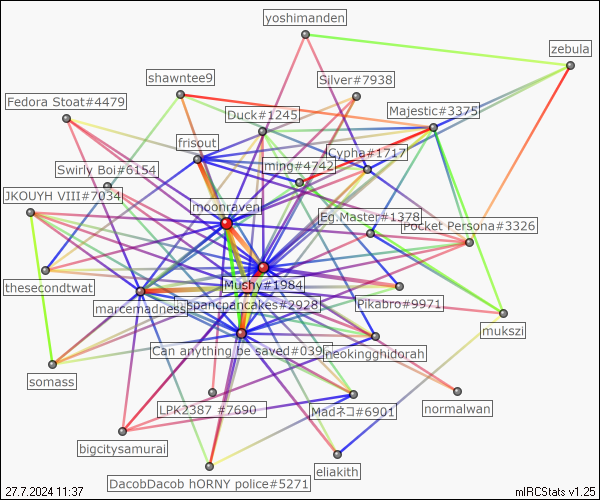 yoshimanden
zebula
shawntee9
Silver#7938
Fedora Stoat#4479
Duck#1245
Majestic#3375
frisout
Cypha#1717
ming#4742
Swirly Boi#6154
JKOUYH VIII#7034
moonraven
Eg.Master#1378
Pocket Persona#3326
thesecondtwat
Mushy#1984
marcemadness
spancpancakes#2928
Pikabro#9971
mukszi
Can anything be saved#039
neokingghidorah
somass
LPK2387 #7690
Madネコ#6901
normalwan
bigcitysamurai
eliakith
DacobDacob hORNY police#5271
27.7.2024 11:37
mIRCStats v1.25